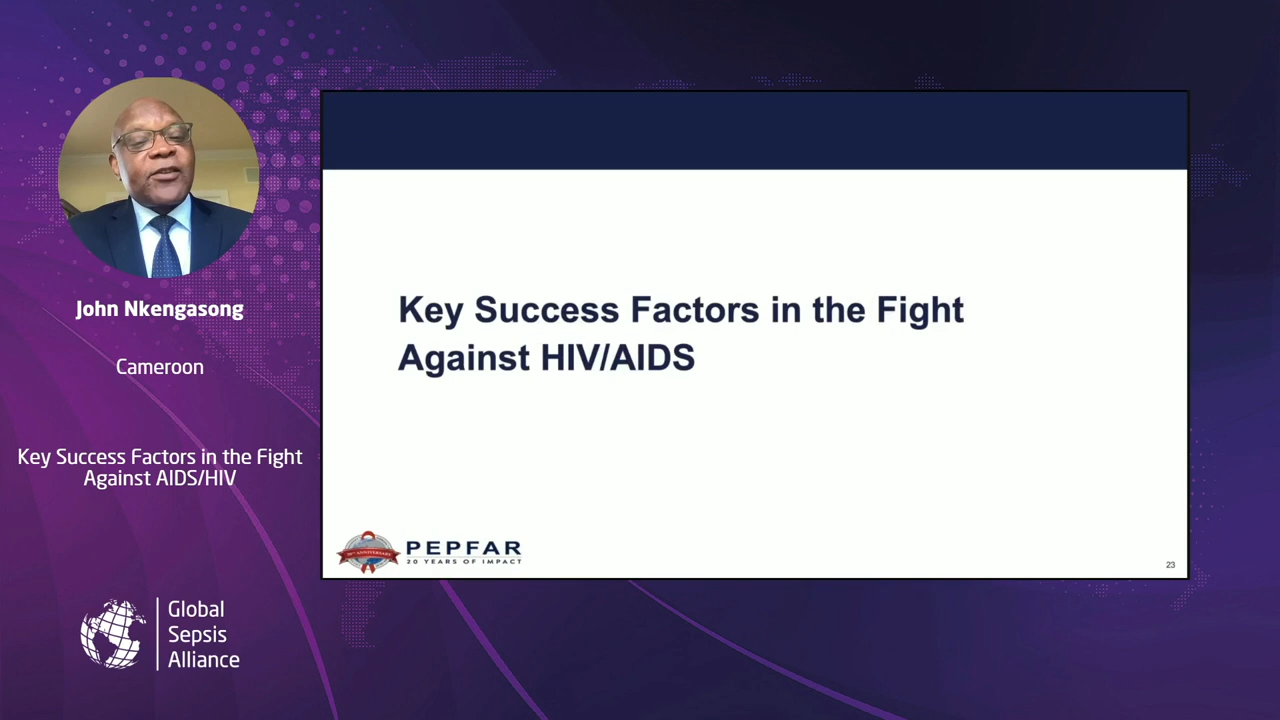 John Nkengasong
Cameroon
Key Success Factors in the Fight
Against AIDS/HIV
Global
Sepsis
Alliance
Key Success Factors in the Fight
Against HIV/AIDS
PEPFAR
20 YEARS OF IMPACT
23